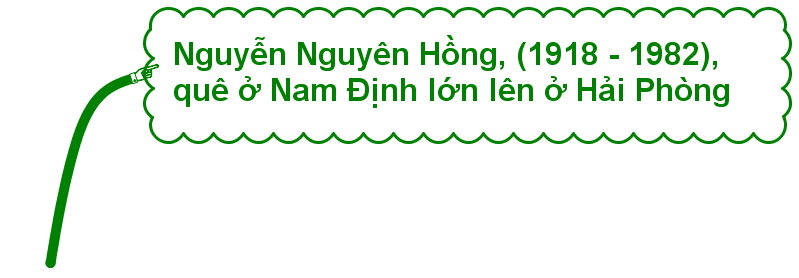 Nguyễn Nguyên Hồng, (1918 - 1982),
quê ở Nam Định lớn lên ở Hải Phòng